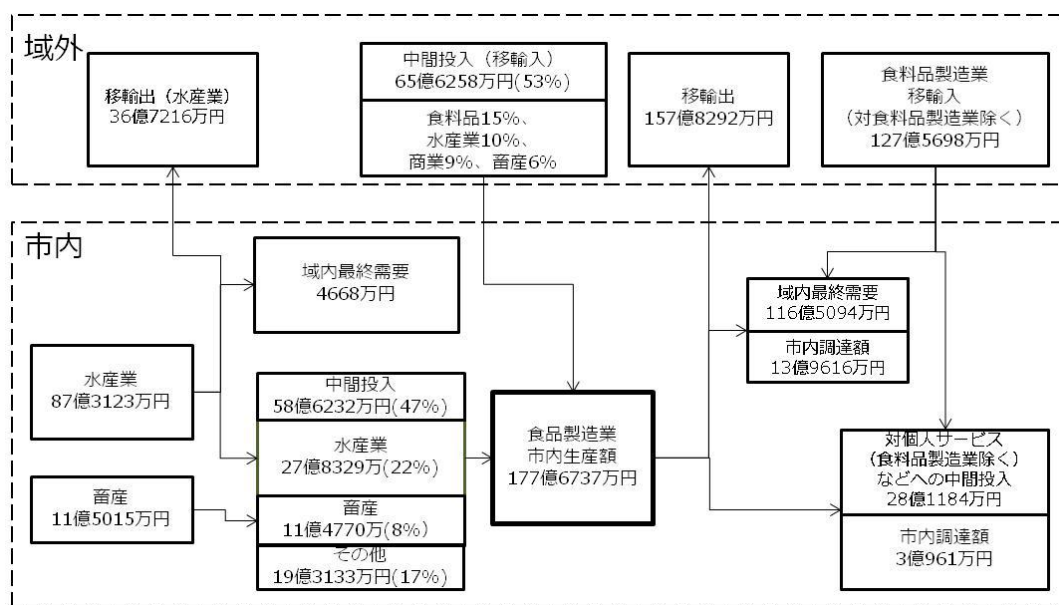 域外
移輸出（水産業）
36億7216万円
中間投入（移輸入）
65億6258万円(53%)
食料品15%、
水産業10%、
商業9%、畜産6%
移輸出
157億8292万円
食料品製造業
移輸入
（対食料品製造業除く）
127億5698万円
市内
域内最終需要
4668万円
水産業
87億3123万円
畜産
11億5015万円
中間投入
58億6232万円(47%)
水産業
27億8329万(22%)
畜産
11億4770万(8%)
その他
19億3133万円(17%)
食品製造業
市内生産額
177億6737万円
域内最終需要
116億5094万円
市内調達額
13億9616万円
対個人サービス
（食料品製造業除く）
などへの中間投入
28億1184万円
市内調達額
3億961万円